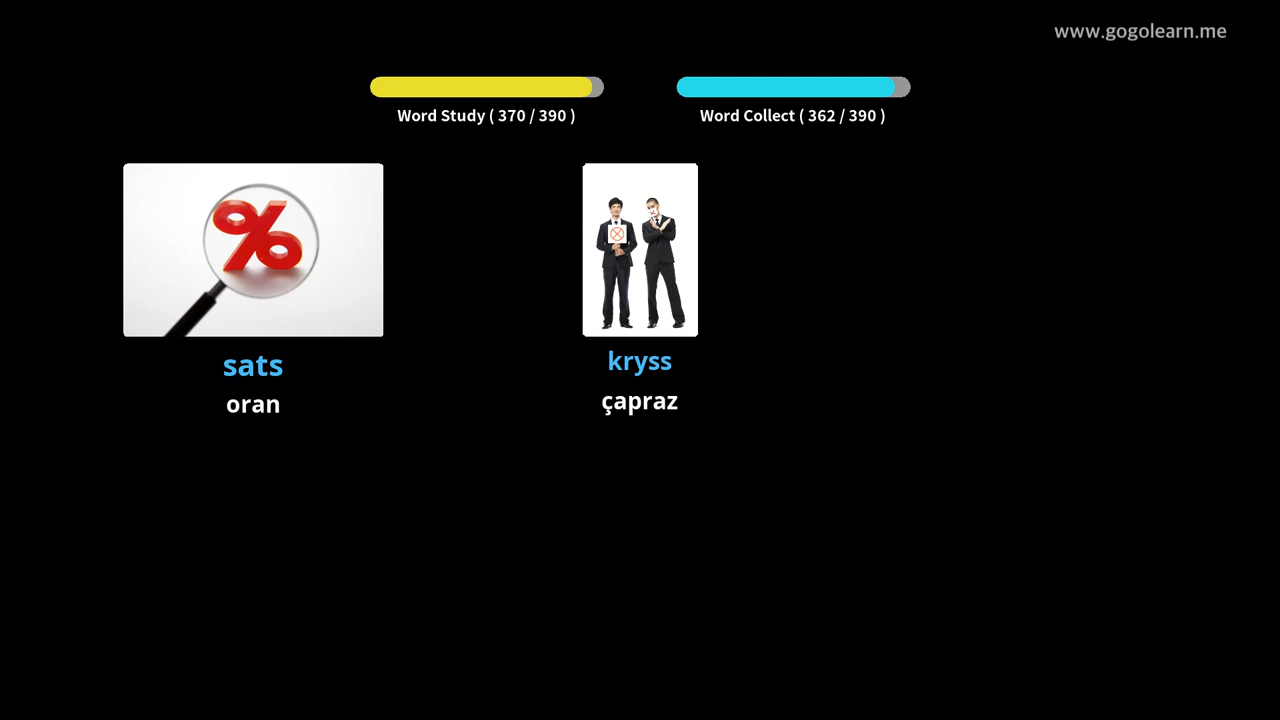 www.gogolearn.me
Word Study ( 370 / 390 )
Word Collect ( 362 / 390 )
%
sats
oran
kryss
çapraz